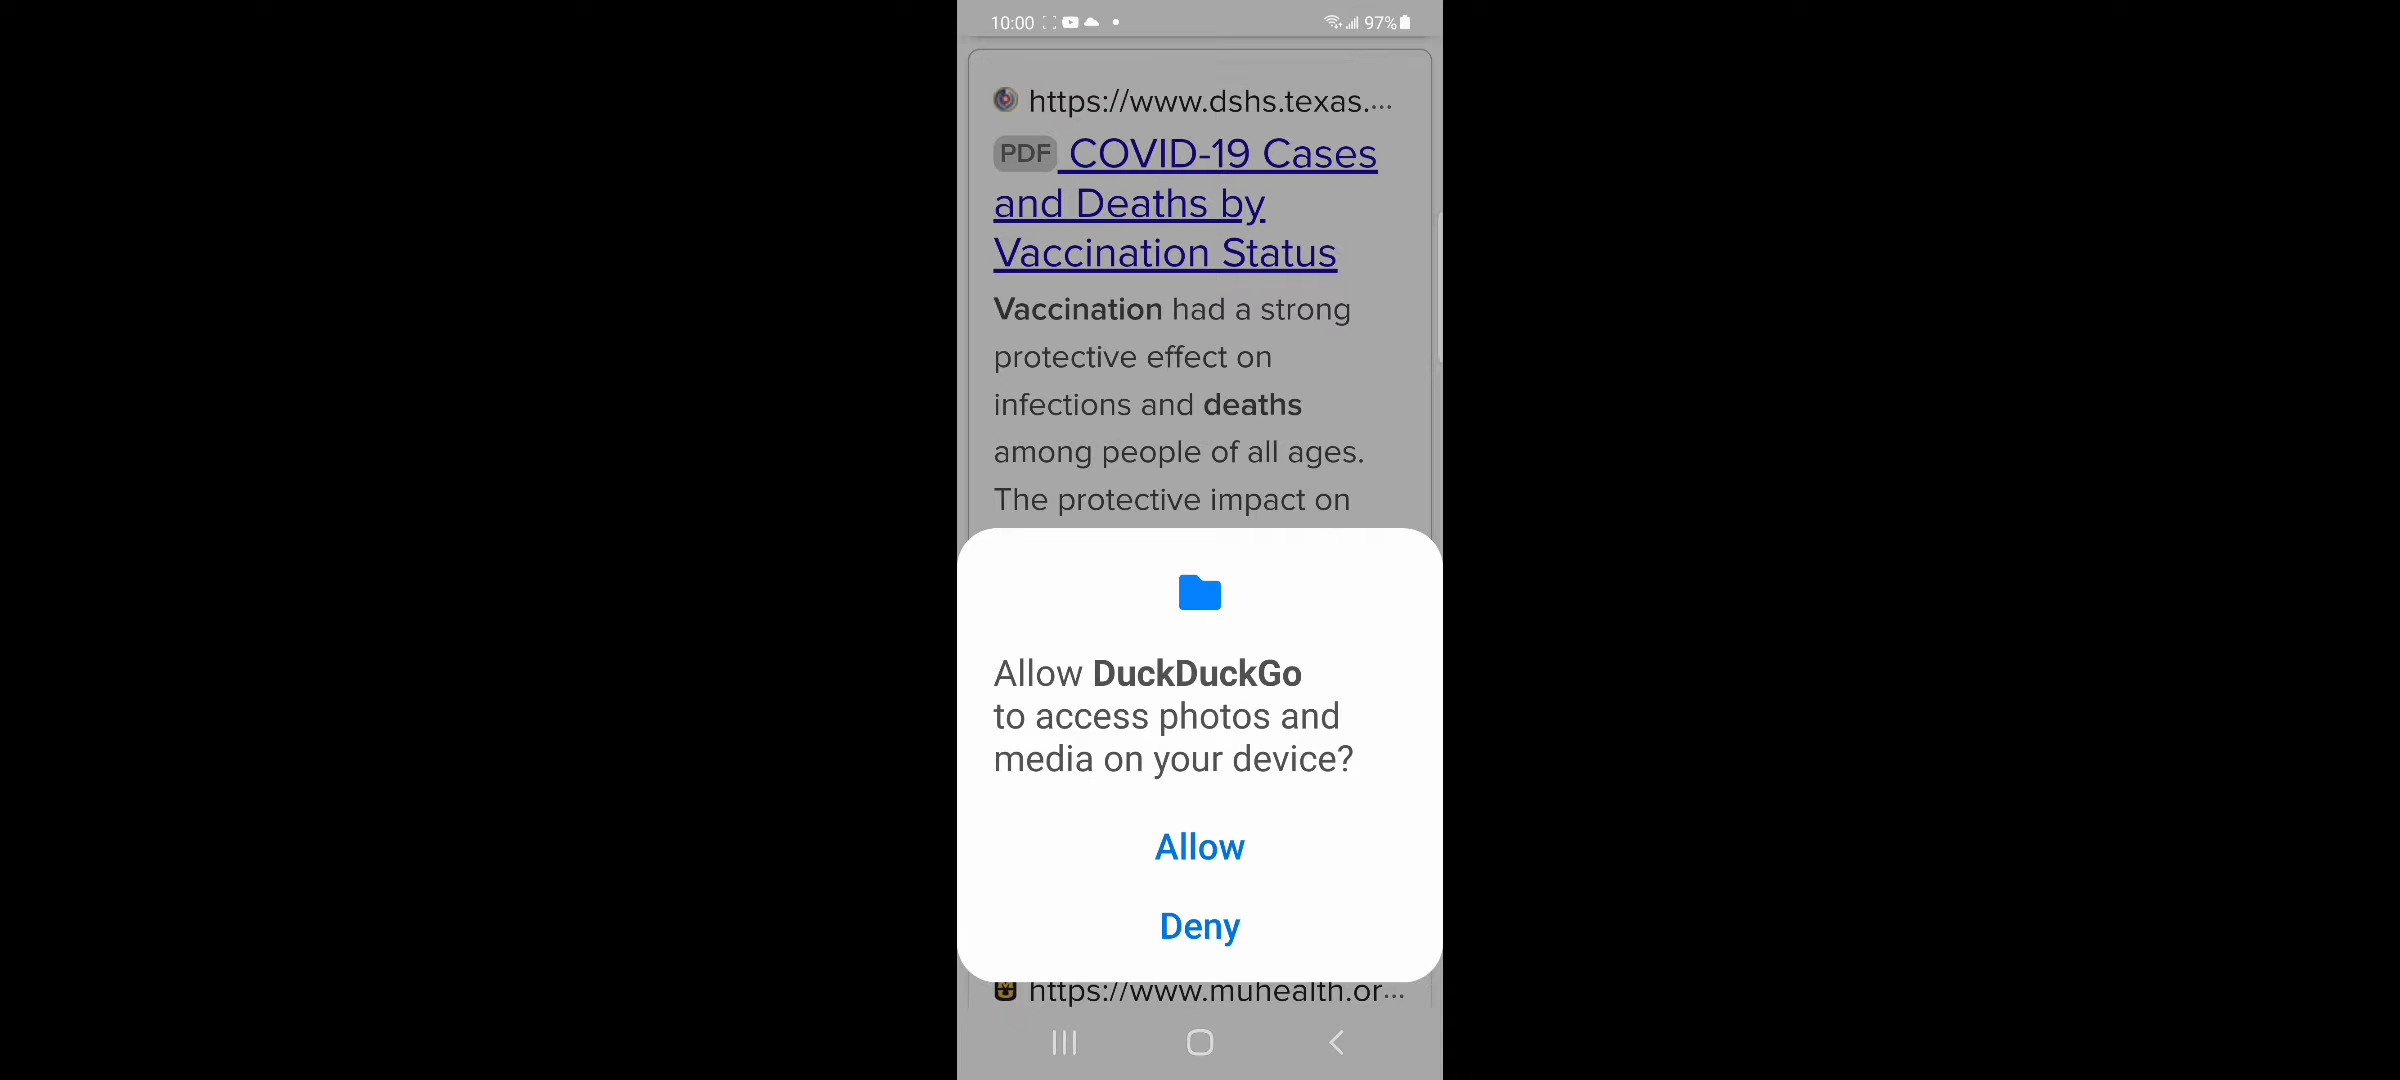 10:00
97%
https://www.dshs.texas....
PDF COVID-19 Cases
and Deaths by
Vaccination Status
Vaccination had a strong
protective effect on
infections and deaths
among people of all ages.
The protective impact on
Allow DuckDuckGo
to access photos and
media on your device?
Allow
Deny
https://www.muhealth.or...